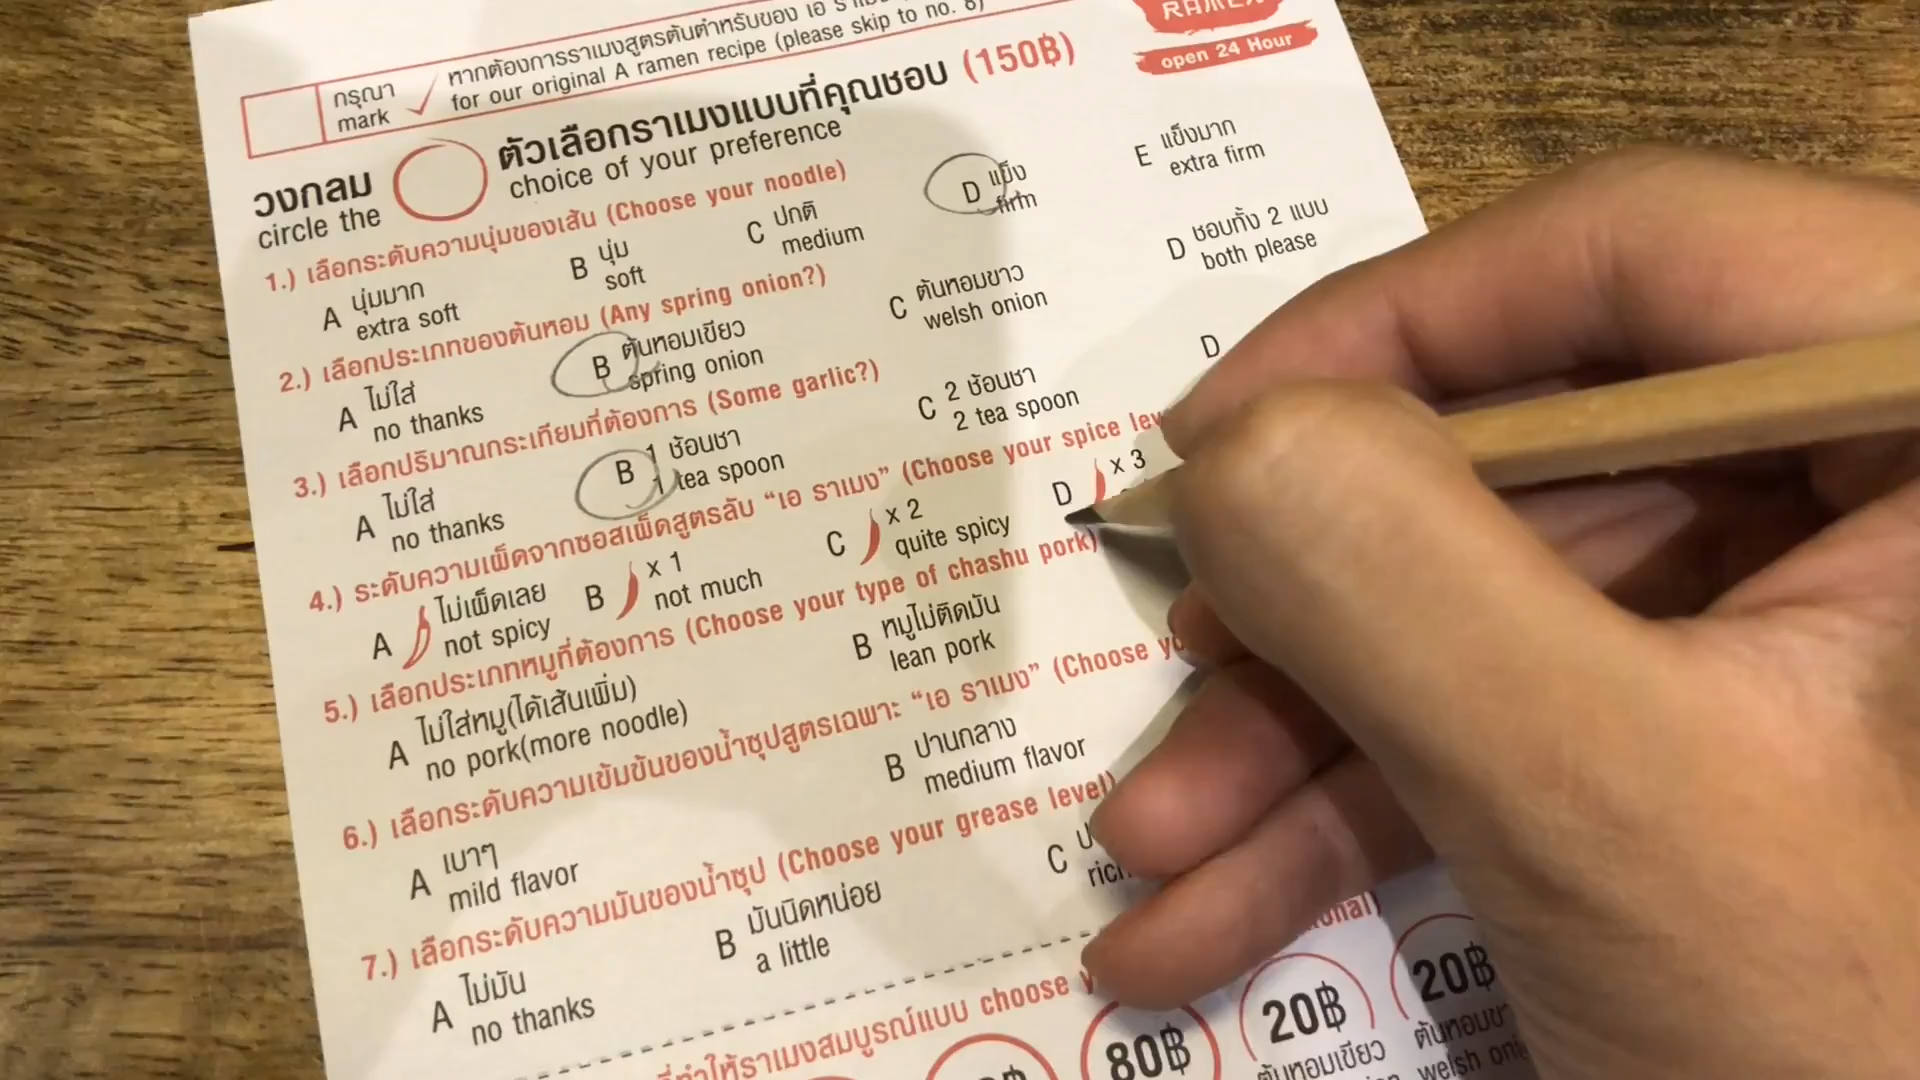 หากต้องการราเมงสูตรต้นตำหรับของ เอ
RAMEN
กรุณา
mark
for our original A ramen recipe (please skip to no. 8)
open 24 Hour
วงกลม
circle the
ตัวเลือกราเมงแบบที่คุณชอบ (150฿)
choice of your preference
1.) เลือกระดับความนุ่มของเส้น (Choose your noodle)
A นุ่มมาก
extra soft
B นุ่ม
soft
C ปกติ
medium
D แข็ง
firm
E แข็งมาก
extra firm
2.) เลือกประเภทของต้นหอม (Any spring onion?)
A ไม่ใส่
no thanks
B ต้นหอมเขียว
spring onion
C ต้นหอมขาว
welsh onion
D ชอบทั้ง 2 แบบ
both please
3.) เลือกปริมาณกระเทียมที่ต้องการ (Some garlic?)
A ไม่ใส่
no thanks
B 1 ช้อนชา
1 tea spoon
C 2 ช้อนชา
2 tea spoon
D
4.) ระดับความเผ็ดจากซอสเผ็ดสูตรลับ “เอ ราเมง” (Choose your spice
A ไม่เผ็ดเลย
not spicy
B x 1
not much
C x 2
quite spicy
D x 3
5.) เลือกประเภทหมูที่ต้องการ (Choose your type of chashu pork)
A ไม่ใส่หมู(ได้เส้นเพิ่ม)
no pork(more noodle)
B หมูไม่ติดมัน
lean pork
6.) เลือกระดับความเข้มข้นของน้ำซุปสูตรเฉพาะ “เอ ราเมง” (Choose
A เบาๆ
mild flavor
B ปานกลาง
medium flavor
7.) เลือกระดับความมันของน้ำซุป (Choose your grease level)
A ไม่มัน
no thanks
B มันนิดหน่อย
a little
C
rich
ที่ทำให้ราเมงสมบูรณ์แบบ choose
80฿
20฿
ต้นหอมเขียว
20฿
welsh